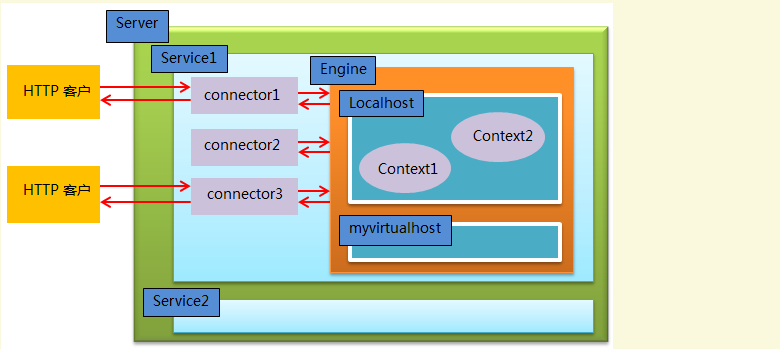 Server
Service1
Engine
HTTP 客户
connector1
Localhost
Context2
connector2
Context1
HTTP 客户
connector3
myvirtualhost
Service2